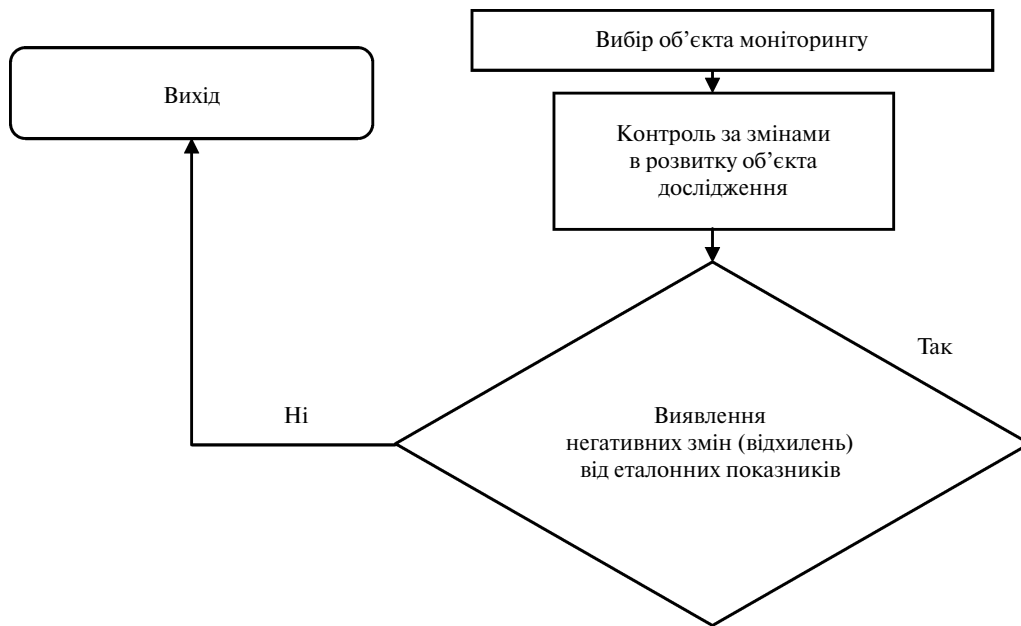 Вибір об’єкта моніторингу
Вихід
Контроль за змінами
в розвитку об’єкта
дослідження
Так
Ні
Виявлення
негативних змін (відхилень)
від еталонних показників